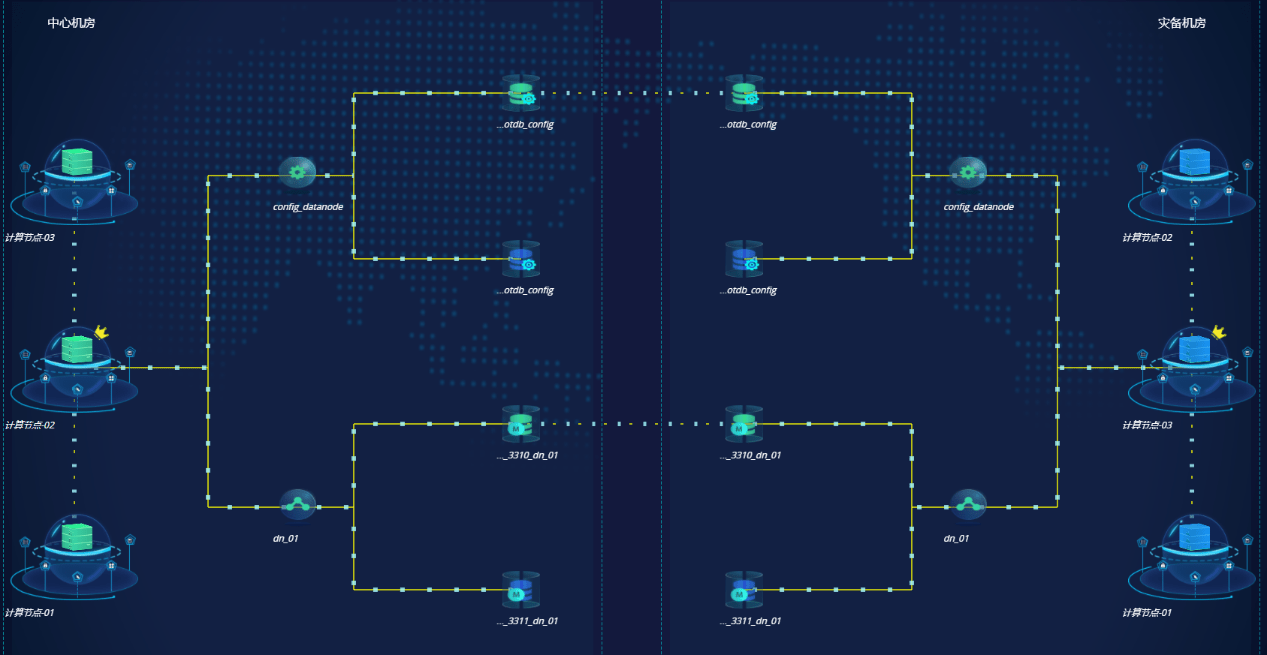 中心机房
灾备机房
...otdb_config
...otdb_config
config_datanode
config_datanode
计算节点-03
计算节点-02
...otdb_config
...otdb_config
计算节点-02
计算节点-03
..._3310_dn_01
..._3310_dn_01
dn_01
dn_01
计算节点-01
计算节点-01
..._3311_dn_01
..._3311_dn_01